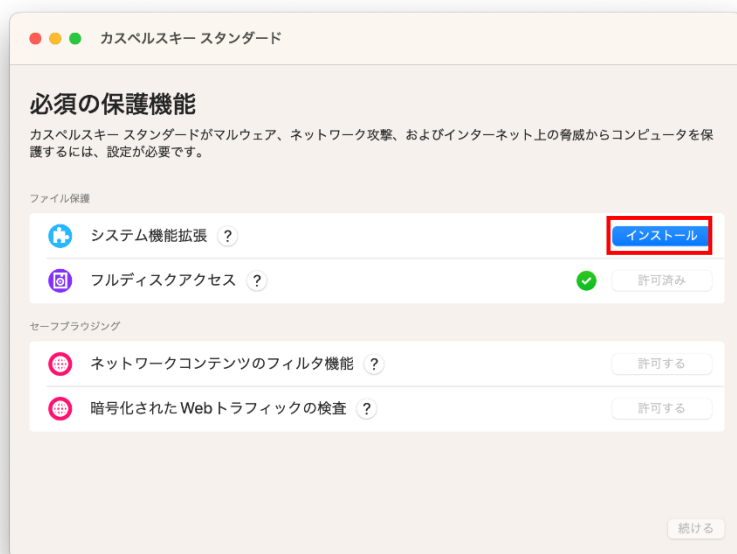 カスペルスキー スタンダード
必須の保護機能
カスペルスキー スタンダードがマルウェア、ネットワーク攻撃、およびインターネット上の脅威からコンピュータを保
護するには、設定が必要です。
ファイル保護
システム機能拡張 ? インストール
フルディスクアクセス ? 許可済み
セーフブラウジング
ネットワークコンテンツのフィルタ機能 ? 許可する
暗号化されたWebトラフィックの検査 ? 許可する
続ける